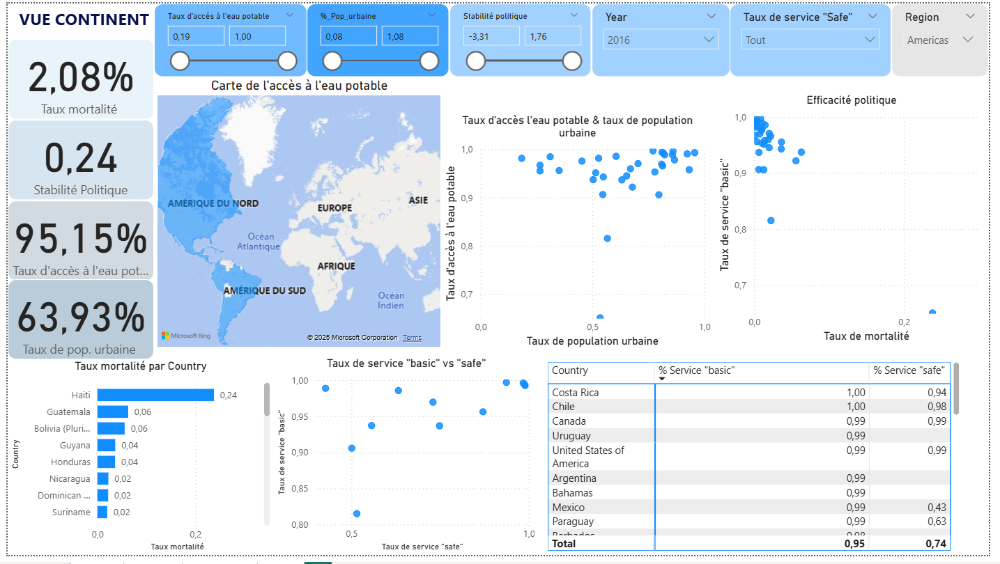 VUE CONTINENT
Taux d'accés à l'eau potable
0,19 1,00
%_Pop_urbaine
0,08 1,08
Stabilité politique
-3,31 1,76
Year
2016
Taux de service "Safe"
Tout
Region
Americas
2,08%
Taux mortalité
0,24
Stabilité Politique
95,15%
Taux d'accès à l'eau pot...
63,93%
Taux de pop. urbaine
Carte de l'accès à l'eau potable
AMÉRIQUE DU NORD
EUROPE
ASIE
Océan
Atlantique
AFRIQUE
AMÉRIQUE DU SUD
Océan
Indien
Microsoft Bing
© 2025 Microsoft Corporation Terms
Taux d'accès l'eau potable & taux de population
urbaine
Taux d'accès à l'eau potable
1,0
0,9
0,8
0,7
0,0 0,5 1,0
Taux de population urbaine
Efficacité politique
Taux de service "basic"
1,0
0,9
0,8
0,7
0,0 0,2
Taux de mortalité
Taux mortalité par Country
Country
Haiti 0,24
Guatemala 0,06
Bolivia (Pluri... 0,06
Guyana 0,04
Honduras 0,04
Nicaragua 0,02
Dominican ... 0,02
Suriname 0,02
0,0 0,2
Taux mortalité
Taux de service "basic" vs "safe"
Taux de service "basic"
1,00
0,95
0,90
0,85
0,80
0,5 1,0
Taux de service "safe"
Country % Service "basic" % Service "safe"
Costa Rica 1,00 0,94
Chile 1,00 0,98
Canada 0,99 0,99
Uruguay 0,99
United States of 0,99 0,99
America
Argentina 0,99
Bahamas 0,99
Mexico 0,99 0,43
Paraguay 0,99 0,63
Barbados 0,98
Total 0,95 0,74